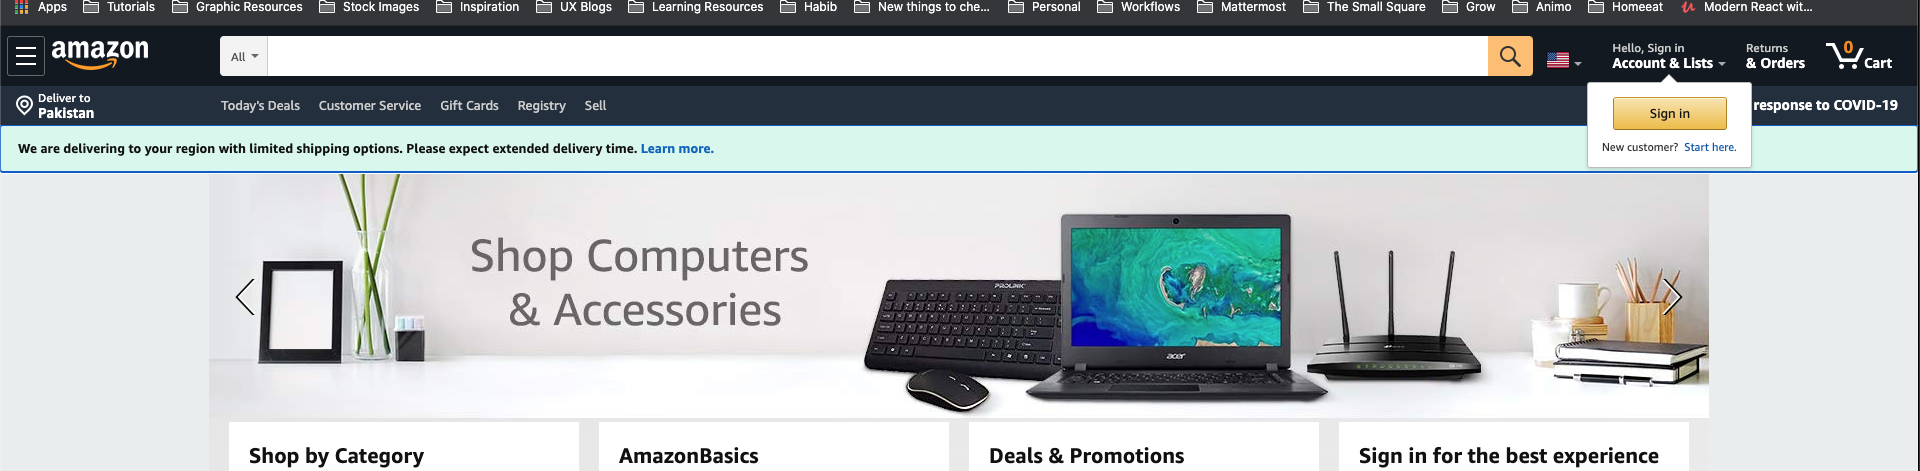 Apps Tutorials Graphic Resources Stock Images Inspiration UX Blogs Learning Resources Habib New things to che... Personal Workflows Mattermost The Small Square Grow Animo Homeeat Modern React wit...
amazon All Hello, Sign in Account & Lists Returns & Orders 0 Cart
Deliver to
Pakistan
Today's Deals Customer Service Gift Cards Registry Sell
response to COVID-19
Sign in
New customer? Start here.
We are delivering to your region with limited shipping options. Please expect extended delivery time. Learn more.
Shop Computers
& Accessories
PROLINK
acer
Shop by Category AmazonBasics Deals & Promotions Sign in for the best experience